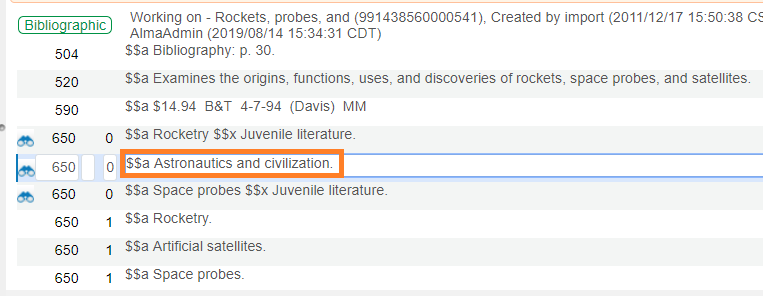 Bibliographic
Working on - Rockets, probes, and (991438560000541), Created by import (2011/12/17 15:50:38 CS
AlmaAdmin (2019/08/14 15:34:31 CDT)
504 $$a Bibliography: p. 30.
520 $$a Examines the origins, functions, uses, and discoveries of rockets, space probes, and satellites.
590 $$a $14.94 B&T 4-7-94 (Davis) MM
650 0 $$a Rocketry $$x Juvenile literature.
650 0 $$a Astronautics and civilization.
650 0 $$a Space probes $$x Juvenile literature.
650 1 $$a Rocketry.
650 1 $$a Artificial satellites.
650 1 $$a Space probes.